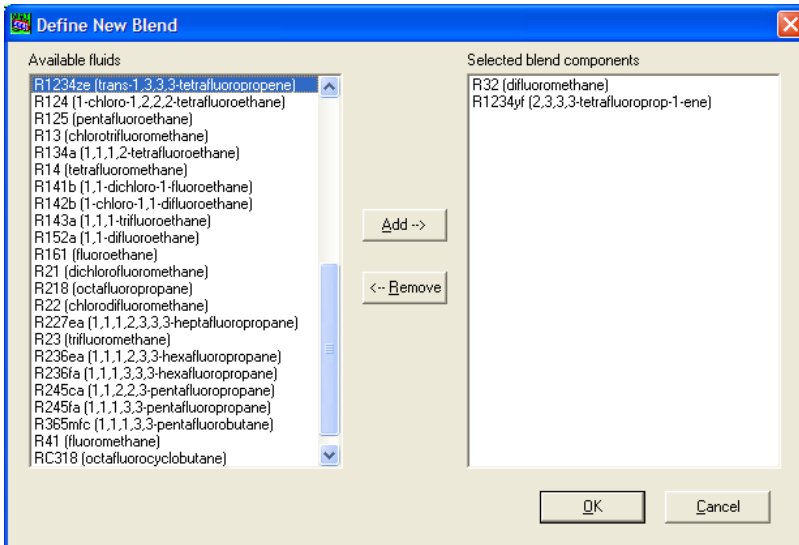 Define New Blend
Available fluids
R1234ze (trans-1,3,3,3-tetrafluoropropene)
R124 (1-chloro-1,2,2,2-tetrafluoroethane)
R125 (pentafluoroethane)
R13 (chlorotrifluoromethane)
R134a (1,1,1,2-tetrafluoroethane)
R14 (tetrafluoromethane)
R141b (1,1-dichloro-1-fluoroethane)
R142b (1-chloro-1,1-difluoroethane)
R143a (1,1,1-trifluoroethane)
R152a (1,1-difluoroethane)
R161 (fluoroethane)
R21 (dichlorofluoromethane)
R218 (octafluoropropane)
R22 (chlorodifluoromethane)
R227ea (1,1,1,2,3,3,3-heptafluoropropane)
R23 (trifluoromethane)
R236ea (1,1,1,2,3,3-hexafluoropropane)
R236fa (1,1,1,3,3,3-hexafluoropropane)
R245ca (1,1,2,2,3-pentafluoropropane)
R245fa (1,1,1,3,3-pentafluoropropane)
R365mfc (1,1,1,3,3-pentafluorobutane)
R41 (fluoromethane)
RC318 (octafluorocyclobutane)
Add -->
<-- Remove
Selected blend components
R32 (difluoromethane)
R1234yf (2,3,3,3-tetrafluoroprop-1-ene)
OK
Cancel